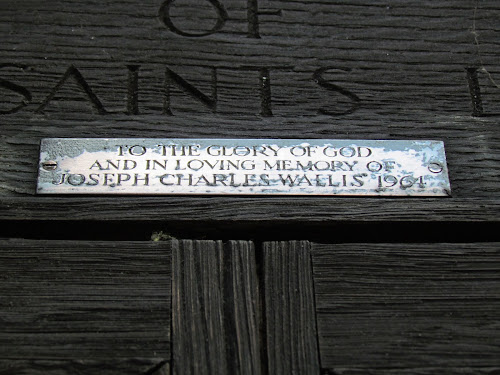 OF
SAINTS
TO THE GLORY OF GOD
AND IN LOVING MEMORY OF
JOSEPH CHARLES WALLIS 1964